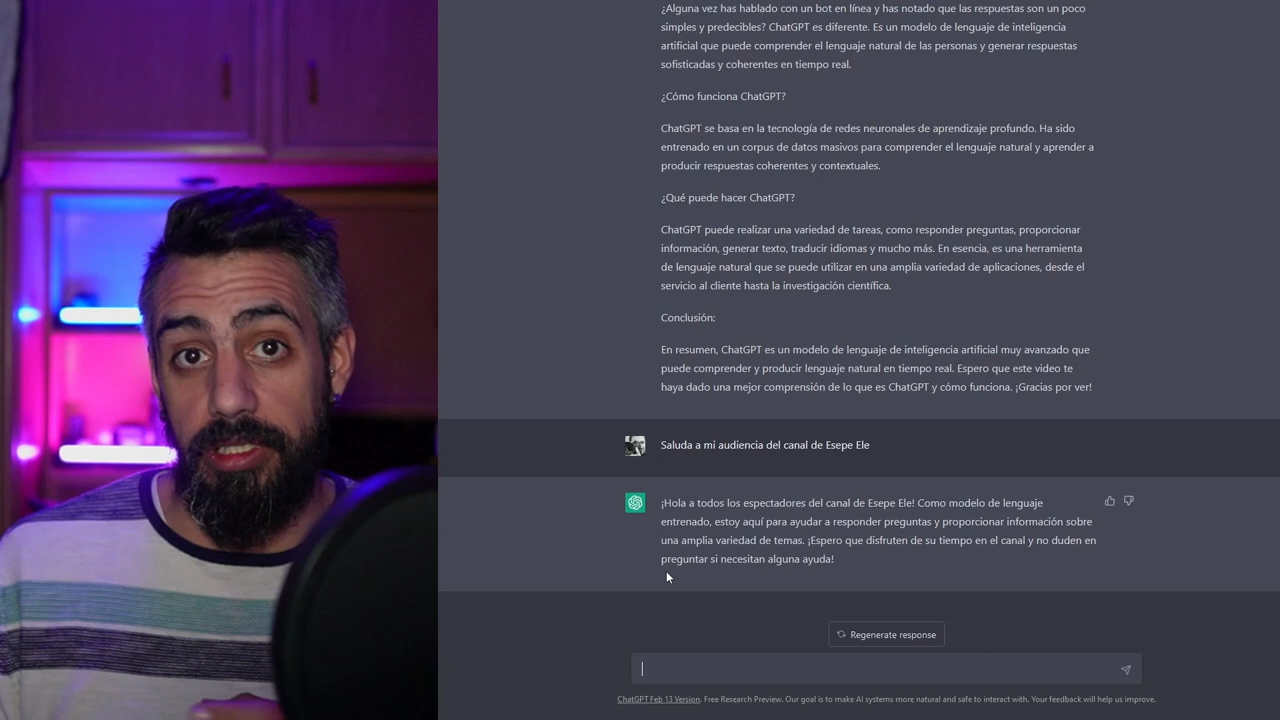 ¿Alguna vez has hablado con un bot en línea y has notado que las respuestas son un poco
simples y predecibles? ChatGPT es diferente. Es un modelo de lenguaje de inteligencia
artificial que puede comprender el lenguaje natural de las personas y generar respuestas
sofisticadas y coherentes en tiempo real.
¿Cómo funciona ChatGPT?
ChatGPT se basa en la tecnología de redes neuronales de aprendizaje profundo. Ha sido
entrenado en un corpus de datos masivos para comprender el lenguaje natural y aprender a
producir respuestas coherentes y contextuales.
¿Qué puede hacer ChatGPT?
ChatGPT puede realizar una variedad de tareas, como responder preguntas, proporcionar
información, generar texto, traducir idiomas y mucho más. En esencia, es una herramienta
de lenguaje natural que se puede utilizar en una amplia variedad de aplicaciones, desde el
servicio al cliente hasta la investigación científica.
Conclusión:
En resumen, ChatGPT es un modelo de lenguaje de inteligencia artificial muy avanzado que
puede comprender y producir lenguaje natural en tiempo real. Espero que este video te
haya dado una mejor comprensión de lo que es ChatGPT y cómo funciona. ¡Gracias por ver!
Saluda a mi audiencia del canal de Esepe Ele
¡Hola a todos los espectadores del canal de Esepe Ele! Como modelo de lenguaje
entrenado, estoy aquí para ayudar a responder preguntas y proporcionar información sobre
una amplia variedad de temas. ¡Espero que disfruten de su tiempo en el canal y no duden en
preguntar si necesitan alguna ayuda!
Regenerate response
ChatGPT Feb 13 Version. Free Research Preview. Our goal is to make AI systems more natural and safe to interact with. Your feedback will help us improve.